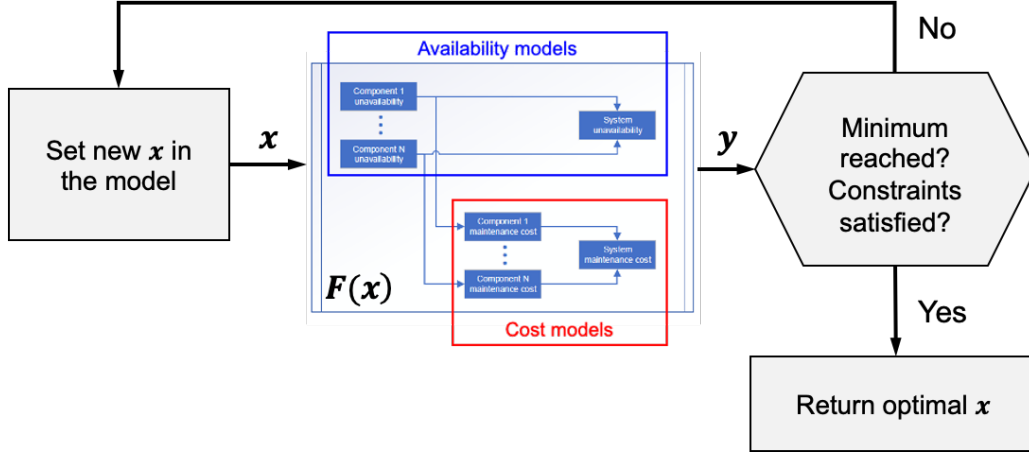 No
Availability models
Component 1
unavailability
System
unavailability
Component N
unavailability
Set new x in
the model
x
y
Minimum
reached?
Constraints
satisfied?
Component 1
maintenance cost
System
maintenance cost
Component N
maintenance cost
F(x)
Cost models
Yes
Return optimal x